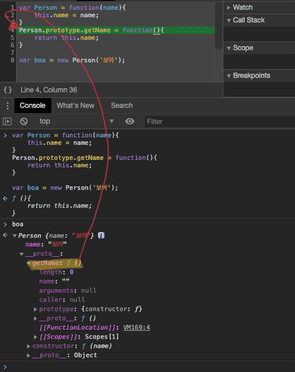 1 var Person = function(name){
2 this.name = name;
3 }
4 Person.prototype.getName = function(){
5 return this.name;
6 }
7
8 var boa = new Person('보아');
Watch
Call Stack
Scope
Breakpoints
{} Line 4, Column 36
Console What's New Search
top Filter
> var Person = function(name){
this.name = name;
}
Person.prototype.getName = function(){
return this.name;
}
var boa = new Person('보아');
ƒ (){
return this.name;
}
> boa
Person {name: "보아"}
name: "보아"
__proto__:
getName: ƒ ()
length: 0
name: ""
arguments: null
caller: null
prototype: {constructor: ƒ}
__proto__: ƒ ()
[[FunctionLocation]]: VM169:4
[[Scopes]]: Scopes[1]
constructor: ƒ (name)
__proto__: Object
>